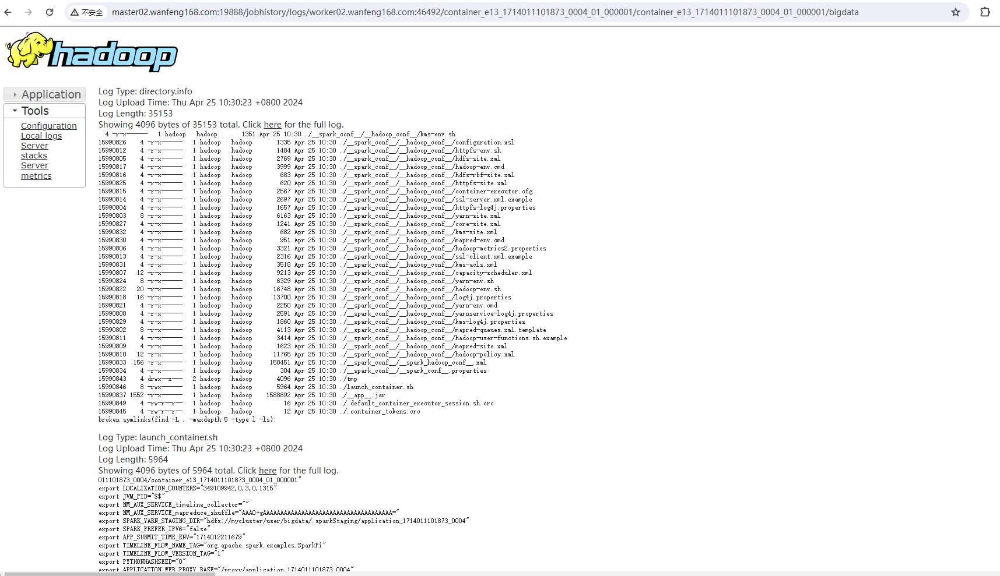 不安全 master02.wanfeng168.com:19888/jobhistory/logs/worker02.wanfeng168.com:46492/container_e13_1714011101873_0004_01_000001/container_e13_1714011101873_0004_01_000001/bigdata
hadoop
Application
Tools
Configuration
Local logs
Server
stacks
Server
metrics
Log Type: directory.info
Log Upload Time: Thu Apr 25 10:30:23 +0800 2024
Log Length: 35153
Showing 4096 bytes of 35153 total. Click here for the full log.
4 -r-x------ 1 hadoop hadoop 1351 Apr 25 10:30 ./__spark_conf__/__hadoop_conf__/kms-env.sh
15990826 4 -r-x------ 1 hadoop hadoop 1335 Apr 25 10:30 ./__spark_conf__/__hadoop_conf__/configuration.xsl
15990812 4 -r-x------ 1 hadoop hadoop 1484 Apr 25 10:30 ./__spark_conf__/__hadoop_conf__/httpfs-env.sh
15990805 4 -r-x------ 1 hadoop hadoop 2769 Apr 25 10:30 ./__spark_conf__/__hadoop_conf__/hdfs-site.xml
15990817 4 -r-x------ 1 hadoop hadoop 3999 Apr 25 10:30 ./__spark_conf__/__hadoop_conf__/hadoop-env.cmd
15990816 4 -r-x------ 1 hadoop hadoop 683 Apr 25 10:30 ./__spark_conf__/__hadoop_conf__/hdfs-rbf-site.xml
15990825 4 -r-x------ 1 hadoop hadoop 620 Apr 25 10:30 ./__spark_conf__/__hadoop_conf__/httpfs-site.xml
15990815 4 -r-x------ 1 hadoop hadoop 2567 Apr 25 10:30 ./__spark_conf__/__hadoop_conf__/container-executor.cfg
15990814 4 -r-x------ 1 hadoop hadoop 2697 Apr 25 10:30 ./__spark_conf__/__hadoop_conf__/ssl-server.xml.example
15990804 4 -r-x------ 1 hadoop hadoop 1657 Apr 25 10:30 ./__spark_conf__/__hadoop_conf__/httpfs-log4j.properties
15990803 8 -r-x------ 1 hadoop hadoop 6163 Apr 25 10:30 ./__spark_conf__/__hadoop_conf__/yarn-site.xml
15990827 4 -r-x------ 1 hadoop hadoop 1241 Apr 25 10:30 ./__spark_conf__/__hadoop_conf__/core-site.xml
15990832 4 -r-x------ 1 hadoop hadoop 682 Apr 25 10:30 ./__spark_conf__/__hadoop_conf__/kms-site.xml
15990830 4 -r-x------ 1 hadoop hadoop 951 Apr 25 10:30 ./__spark_conf__/__hadoop_conf__/mapred-env.cmd
15990806 4 -r-x------ 1 hadoop hadoop 3321 Apr 25 10:30 ./__spark_conf__/__hadoop_conf__/hadoop-metrics2.properties
15990813 4 -r-x------ 1 hadoop hadoop 2316 Apr 25 10:30 ./__spark_conf__/__hadoop_conf__/ssl-client.xml.example
15990831 4 -r-x------ 1 hadoop hadoop 3518 Apr 25 10:30 ./__spark_conf__/__hadoop_conf__/kms-acls.xml
15990807 12 -r-x------ 1 hadoop hadoop 9213 Apr 25 10:30 ./__spark_conf__/__hadoop_conf__/capacity-scheduler.xml
15990824 8 -r-x------ 1 hadoop hadoop 6329 Apr 25 10:30 ./__spark_conf__/__hadoop_conf__/yarn-env.sh
15990822 20 -r-x------ 1 hadoop hadoop 16748 Apr 25 10:30 ./__spark_conf__/__hadoop_conf__/hadoop-env.sh
15990818 16 -r-x------ 1 hadoop hadoop 13700 Apr 25 10:30 ./__spark_conf__/__hadoop_conf__/log4j.properties
15990821 4 -r-x------ 1 hadoop hadoop 2250 Apr 25 10:30 ./__spark_conf__/__hadoop_conf__/yarn-env.cmd
15990808 4 -r-x------ 1 hadoop hadoop 2591 Apr 25 10:30 ./__spark_conf__/__hadoop_conf__/yarnservice-log4j.properties
15990829 4 -r-x------ 1 hadoop hadoop 1860 Apr 25 10:30 ./__spark_conf__/__hadoop_conf__/kms-log4j.properties
15990802 8 -r-x------ 1 hadoop hadoop 4113 Apr 25 10:30 ./__spark_conf__/__hadoop_conf__/mapred-queues.xml.template
15990811 4 -r-x------ 1 hadoop hadoop 3414 Apr 25 10:30 ./__spark_conf__/__hadoop_conf__/hadoop-user-functions.sh.example
15990809 4 -r-x------ 1 hadoop hadoop 1623 Apr 25 10:30 ./__spark_conf__/__hadoop_conf__/mapred-site.xml
15990810 12 -r-x------ 1 hadoop hadoop 11765 Apr 25 10:30 ./__spark_conf__/__hadoop_conf__/hadoop-policy.xml
15990833 156 -r-x------ 1 hadoop hadoop 158451 Apr 25 10:30 ./__spark_conf__/__spark_hadoop_conf__.xml
15990834 4 -r-x------ 1 hadoop hadoop 304 Apr 25 10:30 ./__spark_conf__/__spark_conf__.properties
15990843 4 drwx--x--- 2 hadoop hadoop 4096 Apr 25 10:30 ./tmp
15990846 8 -rwx------ 1 hadoop hadoop 5964 Apr 25 10:30 ./launch_container.sh
15990837 1552 -r-x------ 1 hadoop hadoop 1588892 Apr 25 10:30 ./__app__.jar
15990849 4 -rw-r--r-- 1 hadoop hadoop 16 Apr 25 10:30 ./.default_container_executor_session.sh.crc
15990845 4 -rw-r--r-- 1 hadoop hadoop 12 Apr 25 10:30 ./.container_tokens.crc
broken symlinks(find -L . -maxdepth 5 -type l -ls):
Log Type: launch_container.sh
Log Upload Time: Thu Apr 25 10:30:23 +0800 2024
Log Length: 5964
Showing 4096 bytes of 5964 total. Click here for the full log.
011101873_0004/container_e13_1714011101873_0004_01_000001"
export LOCALIZATION_COUNTERS="349109942,0,3,0,1315"
export JVM_PID="$$"
export NM_AUX_SERVICE_timeline_collector=""
export NM_AUX_SERVICE_mapreduce_shuffle="AAA0+gAAAAAAAAAAAAAAAAAAAAAAAAAAAAAAAAAAAAA="
export SPARK_YARN_STAGING_DIR="hdfs://mycluster/user/bigdata/.sparkStaging/application_1714011101873_0004"
export SPARK_PREFER_IPV6="false"
export APP_SUBMIT_TIME_ENV="1714012211679"
export TIMELINE_FLOW_NAME_TAG="org.apache.spark.examples.SparkPi"
export TIMELINE_FLOW_VERSION_TAG="1"
export PYTHONHASHSEED="0"
export APPLICATION_WEB_PROXY_BASE="/proxy/application_1714011101873_0004"